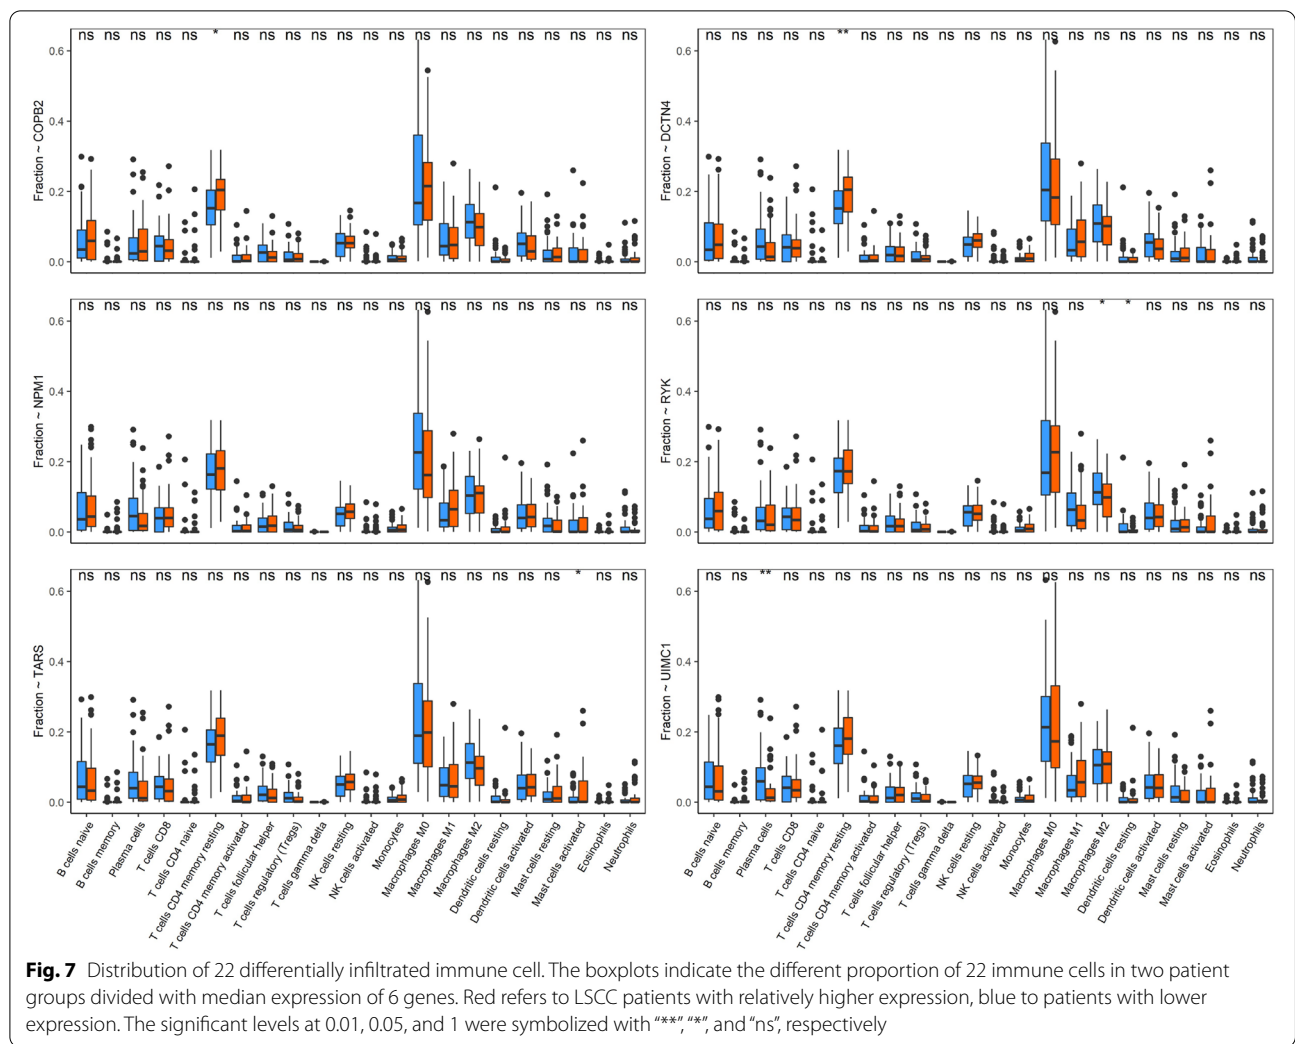 ns ns ns ns ns * ns ns ns ns ns ns ns ns ns ns ns ns ns ns ns ns
0.6
0.4
0.2
0.0
Fraction ~ COPB2
ns ns ns ns ns ** ns ns ns ns ns ns ns ns ns ns ns ns ns ns ns ns
0.6
0.4
0.2
0.0
Fraction ~ DCTN4
ns ns ns ns ns ns ns ns ns ns ns ns ns ns ns ns ns ns ns ns ns ns
0.6
0.4
0.2
0.0
Fraction ~ NPM1
ns ns ns ns ns ns ns ns ns ns ns ns ns ns ns * * ns ns ns ns ns
0.6
0.4
0.2
0.0
Fraction ~ RYK
ns ns ns ns ns ns ns ns ns ns ns ns ns ns ns ns ns ns ns * ns ns
0.6
0.4
0.2
0.0
Fraction ~ TARS
ns ns ** ns ns ns ns ns ns ns ns ns ns ns ns ns ns ns ns ns ns ns
0.6
0.4
0.2
0.0
Fraction ~ UIMC1
B cells naive
B cells memory
Plasma cells
T cells CD8
T cells CD4 naive
T cells CD4 memory resting
T cells CD4 memory activated
T cells follicular helper
T cells regulatory (Tregs)
T cells gamma delta
NK cells resting
NK cells activated
Monocytes
Macrophages M0
Macrophages M1
Macrophages M2
Dendritic cells resting
Dendritic cells activated
Mast cells resting
Mast cells activated
Eosinophils
Neutrophils
B cells naive
B cells memory
Plasma cells
T cells CD8
T cells CD4 naive
T cells CD4 memory resting
T cells CD4 memory activated
T cells follicular helper
T cells regulatory (Tregs)
T cells gamma delta
NK cells resting
NK cells activated
Monocytes
Macrophages M0
Macrophages M1
Macrophages M2
Dendritic cells resting
Dendritic cells activated
Mast cells resting
Mast cells activated
Eosinophils
Neutrophils
Fig. 7 Distribution of 22 differentially infiltrated immune cell. The boxplots indicate the different proportion of 22 immune cells in two patient
groups divided with median expression of 6 genes. Red refers to LSCC patients with relatively higher expression, blue to patients with lower
expression. The significant levels at 0.01, 0.05, and 1 were symbolized with “**”, “*”, and “ns”, respectively